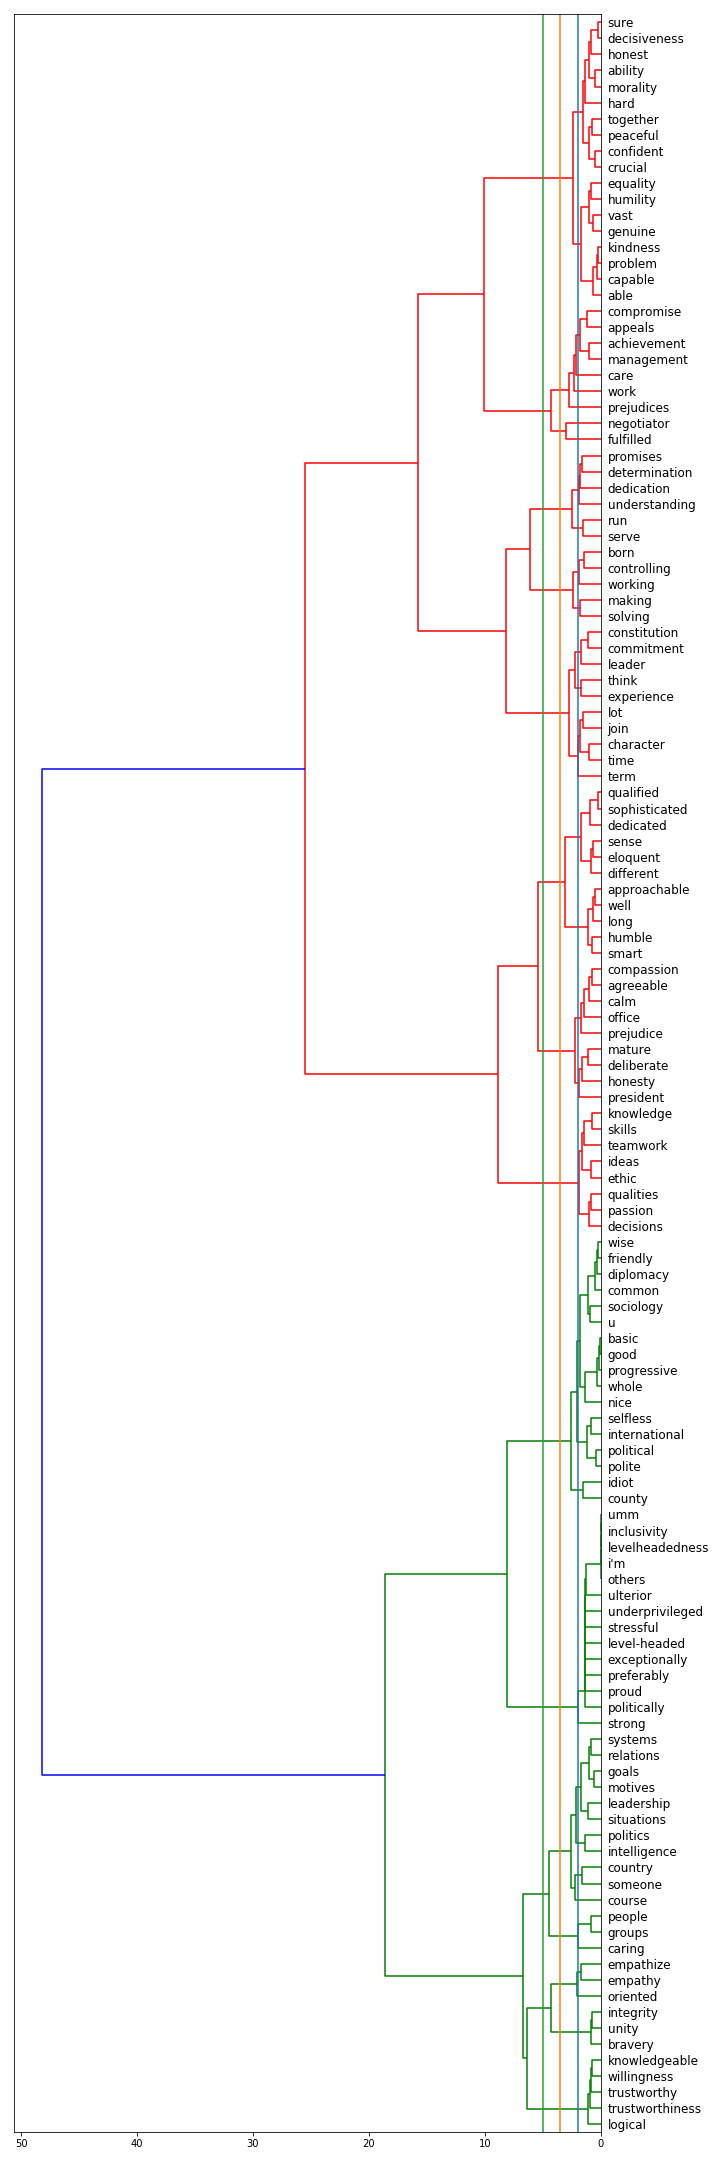 sure
decisiveness
honest
ability
morality
hard
together
peaceful
confident
crucial
equality
humility
vast
genuine
kindness
problem
capable
able
compromise
appeals
achievement
management
care
work
prejudices
negotiator
fulfilled
promises
determination
dedication
understanding
run
serve
born
controlling
working
making
solving
constitution
commitment
leader
think
experience
lot
join
character
time
term
qualified
sophisticated
dedicated
sense
eloquent
different
approachable
well
long
humble
smart
compassion
agreeable
calm
office
prejudice
mature
deliberate
honesty
president
knowledge
skills
teamwork
ideas
ethic
qualities
passion
decisions
wise
friendly
diplomacy
common
sociology
u
basic
good
progressive
whole
nice
selfless
international
political
polite
idiot
county
umm
inclusivity
levelheadedness
i'm
others
ulterior
underprivileged
stressful
level-headed
exceptionally
preferably
proud
politically
strong
systems
relations
goals
motives
leadership
situations
politics
intelligence
country
someone
course
people
groups
caring
empathize
empathy
oriented
integrity
unity
bravery
knowledgeable
willingness
trustworthy
trustworthiness
logical
50 40 30 20 10 0